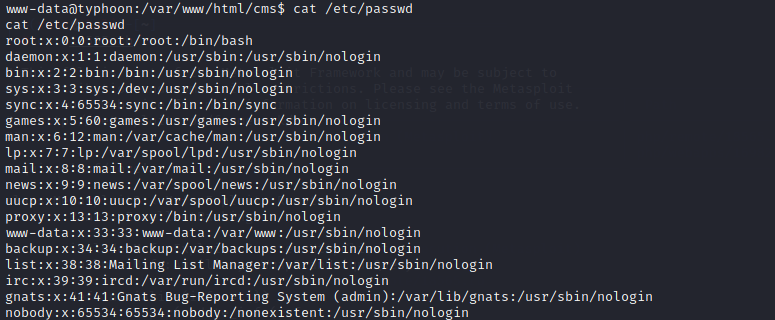 www-data@typhoon:/var/www/html/cms$ cat /etc/passwd
cat /etc/passwd
root:x:0:0:root:/root:/bin/bash
daemon:x:1:1:daemon:/usr/sbin:/usr/sbin/nologin
bin:x:2:2:bin:/bin:/usr/sbin/nologin
sys:x:3:3:sys:/dev:/usr/sbin/nologin
sync:x:4:65534:sync:/bin:/bin/sync
games:x:5:60:games:/usr/games:/usr/sbin/nologin
man:x:6:12:man:/var/cache/man:/usr/sbin/nologin
lp:x:7:7:lp:/var/spool/lpd:/usr/sbin/nologin
mail:x:8:8:mail:/var/mail:/usr/sbin/nologin
news:x:9:9:news:/var/spool/news:/usr/sbin/nologin
uucp:x:10:10:uucp:/var/spool/uucp:/usr/sbin/nologin
proxy:x:13:13:proxy:/bin:/usr/sbin/nologin
www-data:x:33:33:www-data:/var/www:/usr/sbin/nologin
backup:x:34:34:backup:/var/backups:/usr/sbin/nologin
list:x:38:38:Mailing List Manager:/var/list:/usr/sbin/nologin
irc:x:39:39:ircd:/var/run/ircd:/usr/sbin/nologin
gnats:x:41:41:Gnats Bug-Reporting System (admin):/var/lib/gnats:/usr/sbin/nologin
nobody:x:65534:65534:nobody:/nonexistent:/usr/sbin/nologin